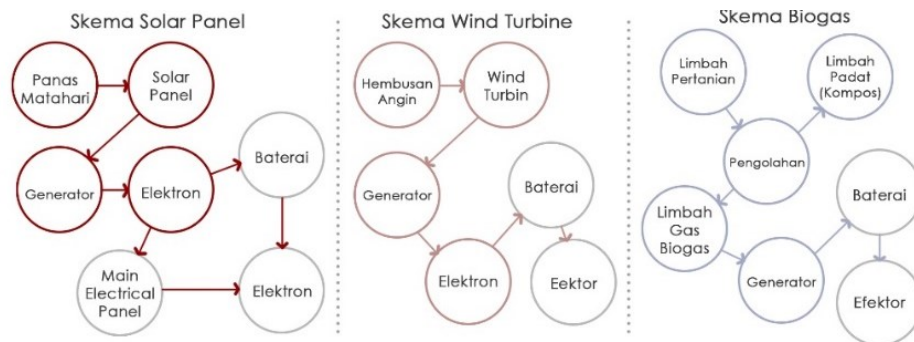 Skema Solar Panel
Panas
Matahari
Solar
Panel
Generator
Elektron
Baterai
Main
Electrical
Panel
Elektron
Skema Wind Turbine
Hembusan
Angin
Wind
Turbin
Generator
Elektron
Baterai
Eektor
Skema Biogas
Limbah
Pertanian
Limbah
Padat
(Kompos)
Pengolahan
Limbah
Gas
Biogas
Generator
Baterai
Efektor